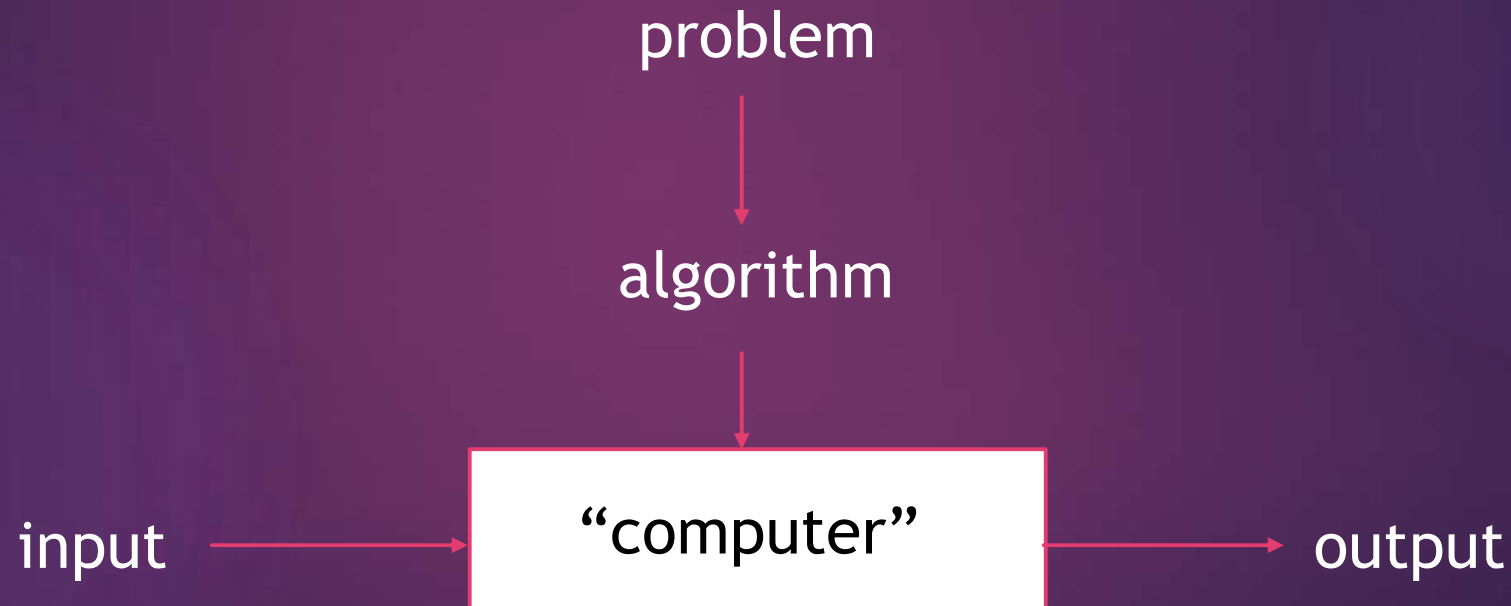 problem
algorithm
input
“computer”
output